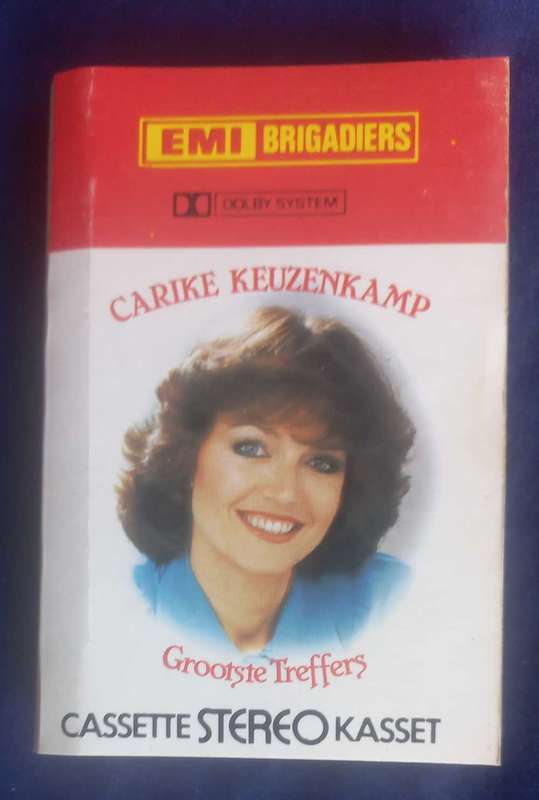 EMI BRIGADIERS
DOLBY SYSTEM
CARIKE KEUZENKAMP
Grootste Treffers
CASSETTE STEREO KASSET